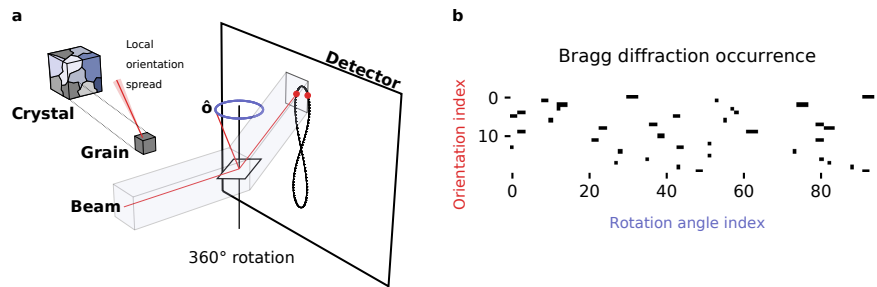 a
Local
orientation
spread
Crystal
Grain
Beam
ô
360° rotation
Detector
b
Bragg diffraction occurrence
Orientation index
0
10
0
20
40
60
80
Rotation angle index